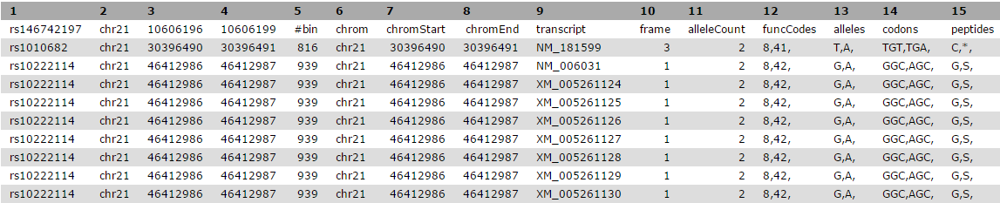 1 2 3 4 5 6 7 8 9 10 11 12 13 14 15
rs146742197 chr21 10606196 10606199 #bin chrom chromStart chromEnd transcript frame alleleCount funcCodes alleles codons peptides
rs1010682 chr21 30396490 30396491 816 chr21 30396490 30396491 NM_181599 3 2 8,41, T,A, TGT,TGA, C,*,
rs10222114 chr21 46412986 46412987 939 chr21 46412986 46412987 NM_006031 1 2 8,42, G,A, GGC,AGC, G,S,
rs10222114 chr21 46412986 46412987 939 chr21 46412986 46412987 XM_005261124 1 2 8,42, G,A, GGC,AGC, G,S,
rs10222114 chr21 46412986 46412987 939 chr21 46412986 46412987 XM_005261125 1 2 8,42, G,A, GGC,AGC, G,S,
rs10222114 chr21 46412986 46412987 939 chr21 46412986 46412987 XM_005261126 1 2 8,42, G,A, GGC,AGC, G,S,
rs10222114 chr21 46412986 46412987 939 chr21 46412986 46412987 XM_005261127 1 2 8,42, G,A, GGC,AGC, G,S,
rs10222114 chr21 46412986 46412987 939 chr21 46412986 46412987 XM_005261128 1 2 8,42, G,A, GGC,AGC, G,S,
rs10222114 chr21 46412986 46412987 939 chr21 46412986 46412987 XM_005261129 1 2 8,42, G,A, GGC,AGC, G,S,
rs10222114 chr21 46412986 46412987 939 chr21 46412986 46412987 XM_005261130 1 2 8,42, G,A, GGC,AGC, G,S,